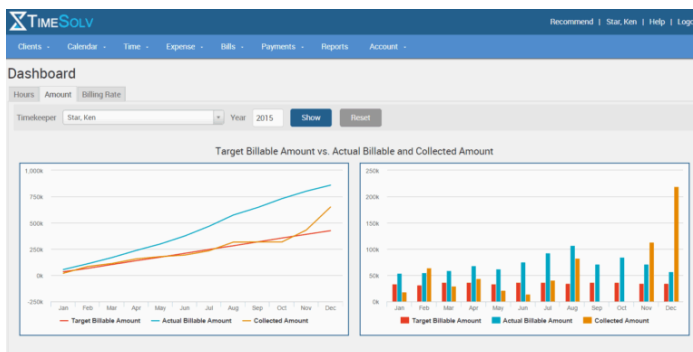 TimeSolv
Recommend | Star, Ken | Help | Logo
Clients Calendar Time Expense Bills Payments Reports Account
Dashboard
Hours Amount Billing Rate
Timekeeper Star, Ken Year 2015 Show Reset
Target Billable Amount vs. Actual Billable and Collected Amount
1,000k
750k
500k
250k
0k
-250k
Jan Feb Mar Apr May Jun Jul Aug Sep Oct Nov Dec
Target Billable Amount Actual Billable Amount Collected Amount
250k
200k
150k
100k
50k
0k
Jan Feb Mar Apr May Jun Jul Aug Sep Oct Nov Dec
Target Billable Amount Actual Billable Amount Collected Amount